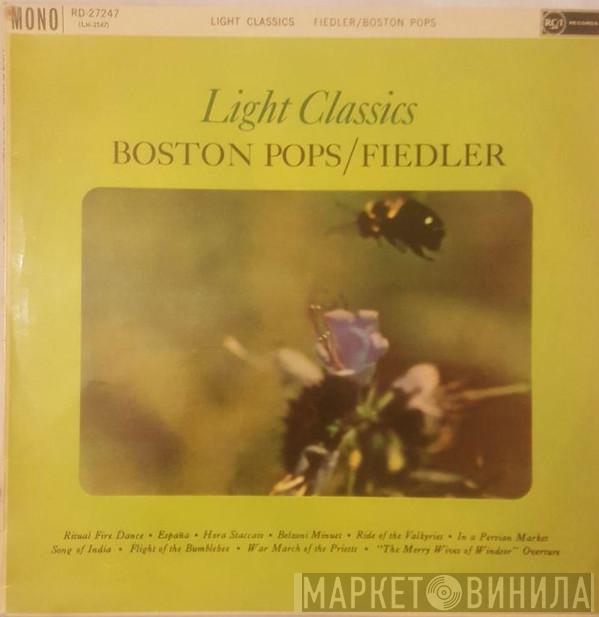 MONO
RD-27247
(LM-2547)
LIGHT CLASSICS FIEDLER/BOSTON POPS
RCA RECORDS
Light Classics
BOSTON POPS/FIEDLER
Ritual Fire Dance • España • Hora Staccato • Bolzoni Minuet • Ride of the Valkyries • In a Persian Market
Song of India • Flight of the Bumblebee • War March of the Priests • "The Merry Wives of Windsor" Overture
МАРКЕТ ВИНИЛА